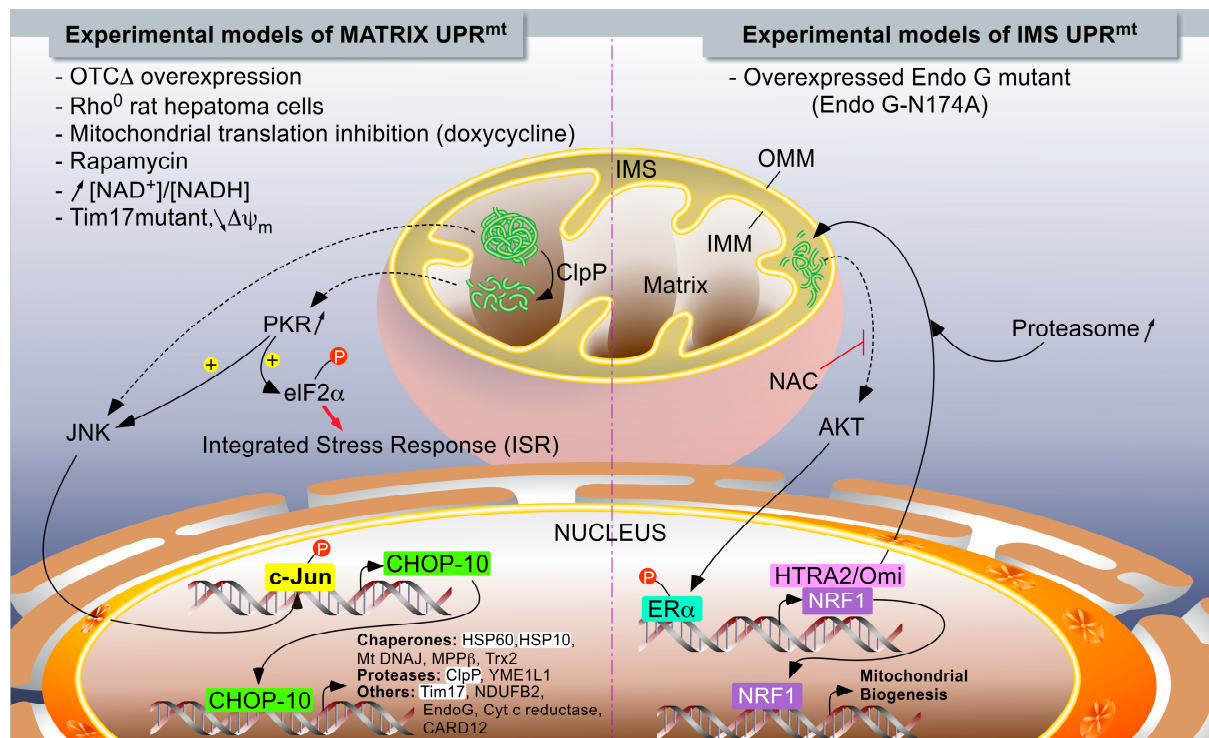 Experimental models of MATRIX UPRmt
- OTCΔ overexpression
- Rho0 rat hepatoma cells
- Mitochondrial translation inhibition (doxycycline)
- Rapamycin
- ↗ [NAD+]/[NADH]
- Tim17mutant,↘Δψm
Experimental models of IMS UPRmt
- Overexpressed Endo G mutant
(Endo G-N174A)
IMS
OMM
IMM
ClpP
Matrix
PKR↗
Proteasome↗
+
+
P
eIF2α
NAC
JNK
AKT
Integrated Stress Response (ISR)
NUCLEUS
P
c-Jun
CHOP-10
Chaperones: HSP60,HSP10,
Mt DNAJ, MPPβ, Trx2
Proteases: ClpP, YME1L1
Others: Tim17, NDUFB2,
EndoG, Cyt c reductase,
CARD12
CHOP-10
P
ERα
HTRA2/Omi
NRF1
NRF1
Mitochondrial
Biogenesis